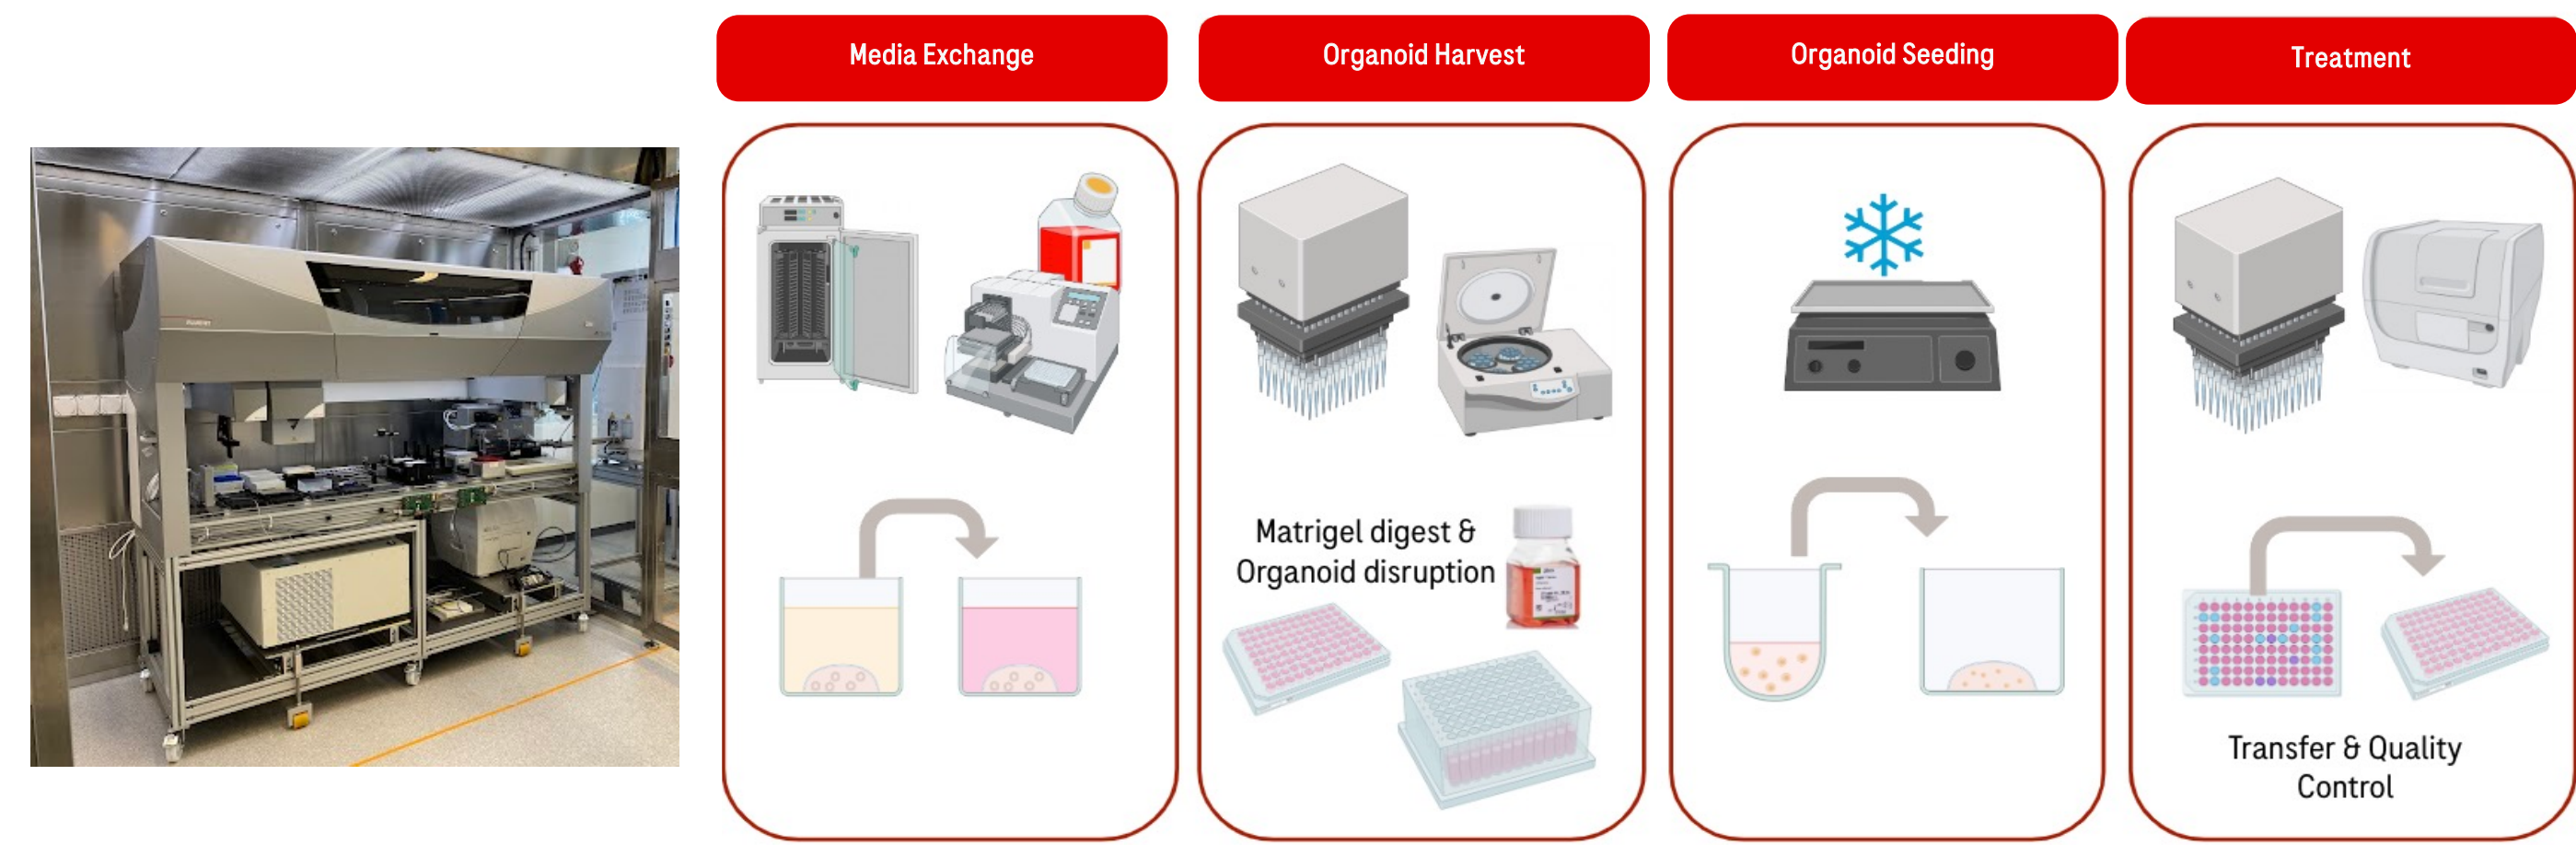 Media Exchange
Organoid Harvest
Organoid Seeding
Treatment
Matrigel digest &
Organoid disruption
Transfer & Quality
Control